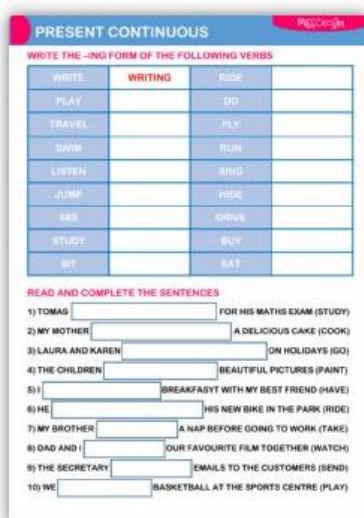 PRESENT CONTINUOUS
WRITE THE –ING FORM OF THE FOLLOWING VERBS
WRITE WRITING RIDE
PLAY DO
TRAVEL FLY
SWIM RUN
LISTEN SING
JUMP HIDE
SEE DRIVE
STUDY BUY
SIT EAT
READ AND COMPLETE THE SENTENCES
1) TOMAS FOR HIS MATHS EXAM (STUDY)
2) MY MOTHER A DELICIOUS CAKE (COOK)
3) LAURA AND KAREN ON HOLIDAYS (GO)
4) THE CHILDREN BEAUTIFUL PICTURES (PAINT)
5) I BREAKFASYT WITH MY BEST FRIEND (HAVE)
6) HE HIS NEW BIKE IN THE PARK (RIDE)
7) MY BROTHER A NAP BEFORE GOING TO WORK (TAKE)
8) DAD AND I OUR FAVOURITE FILM TOGETHER (WATCH)
9) THE SECRETARY EMAILS TO THE CUSTOMERS (SEND)
10) WE BASKETBALL AT THE SPORTS CENTRE (PLAY)